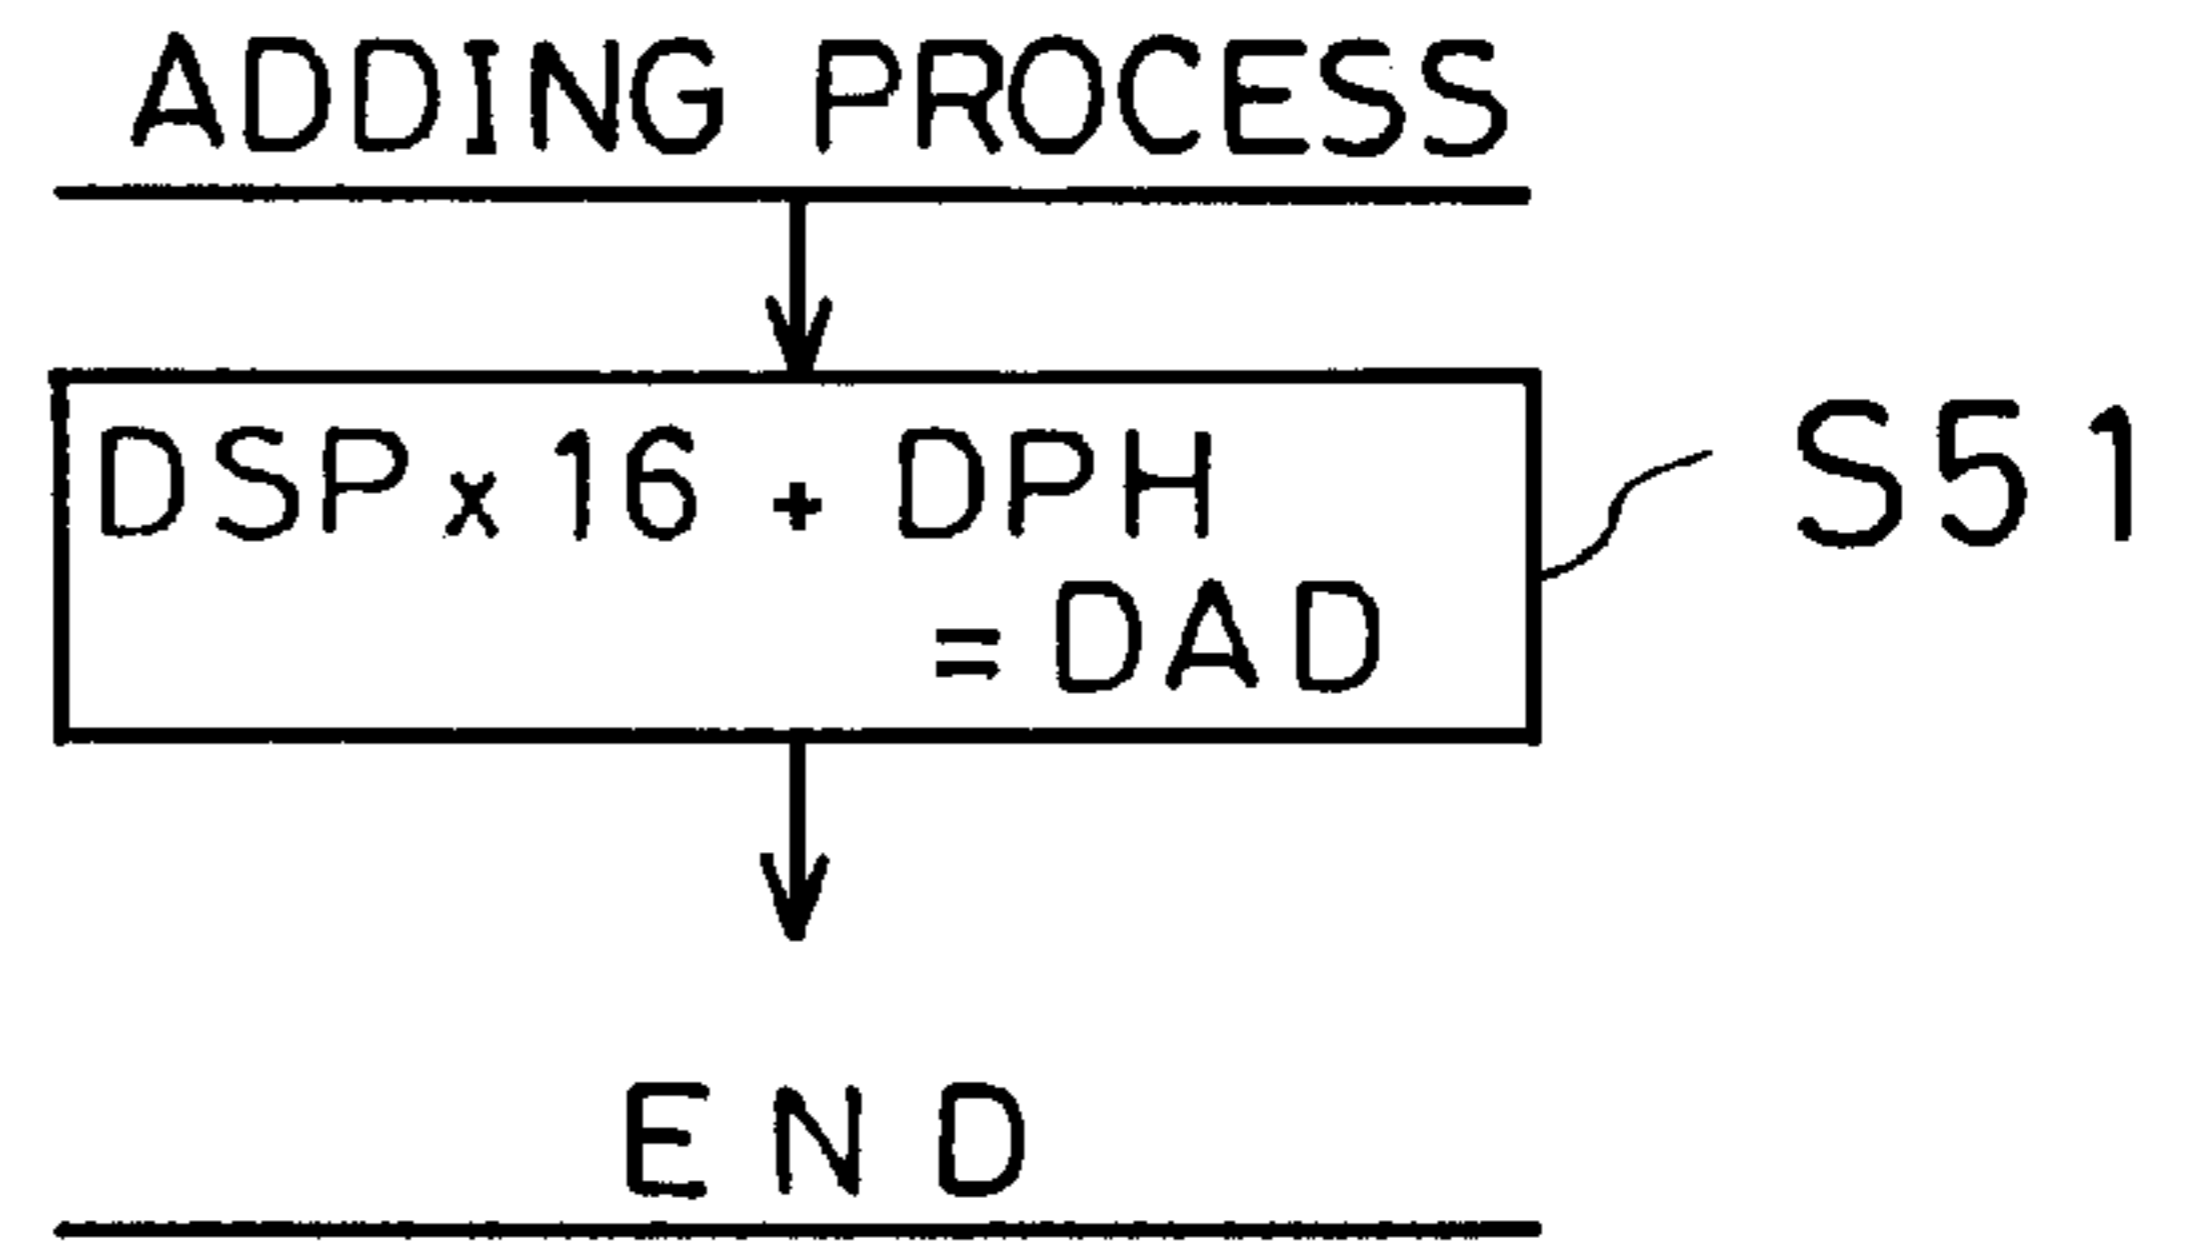 ADDING PROCESS
DSP x 16 + DPH
= DAD
S51
END